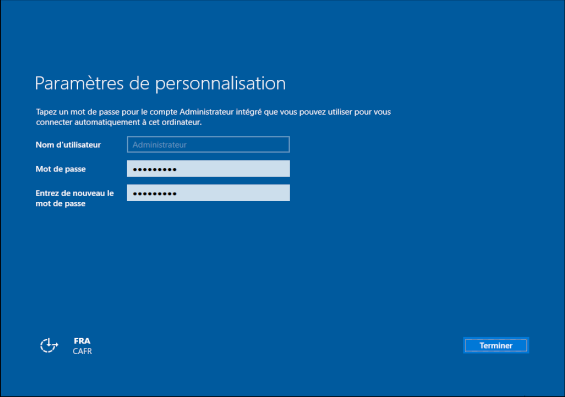 Paramètres de personnalisation
Tapez un mot de passe pour le compte Administrateur intégré que vous pouvez utiliser pour vous
connecter automatiquement à cet ordinateur.
Nom d'utilisateur
Administrateur
Mot de passe
•••••••••
Entrez de nouveau le
mot de passe
•••••••••
FRA
CAFR
Terminer